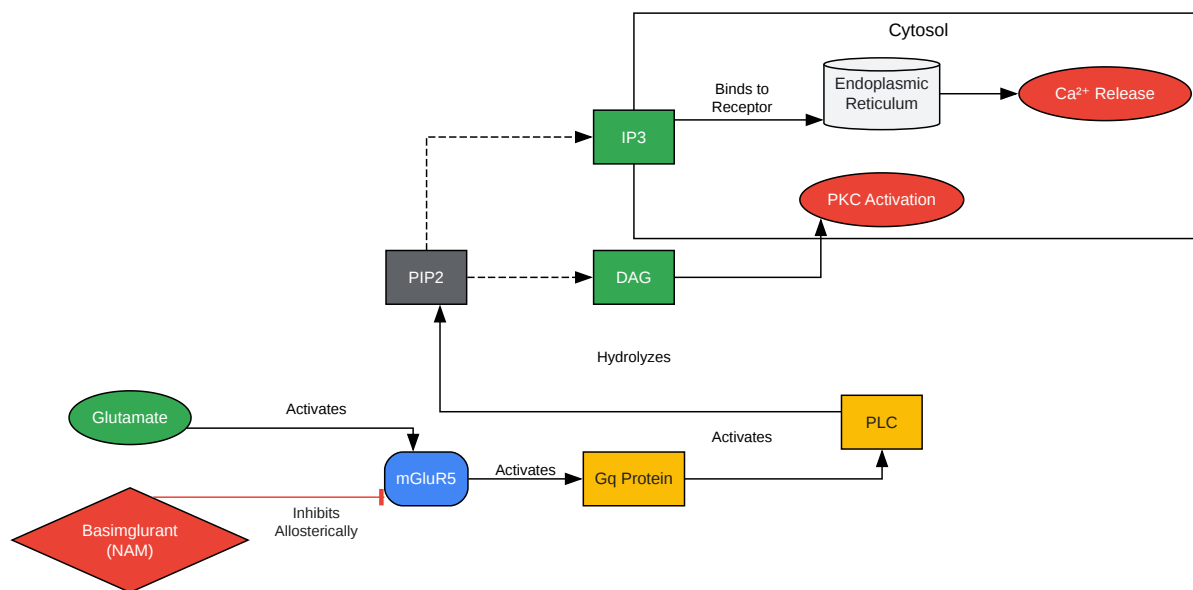 Cytosol
Endoplasmic
Reticulum
Ca²⁺ Release
Binds to
Receptor
IP3
PKC Activation
PIP2
DAG
Hydrolyzes
Glutamate
Activates
PLC
Activates
mGluR5
Activates
Gq Protein
Inhibits
Allosterically
Basimglurant
(NAM)